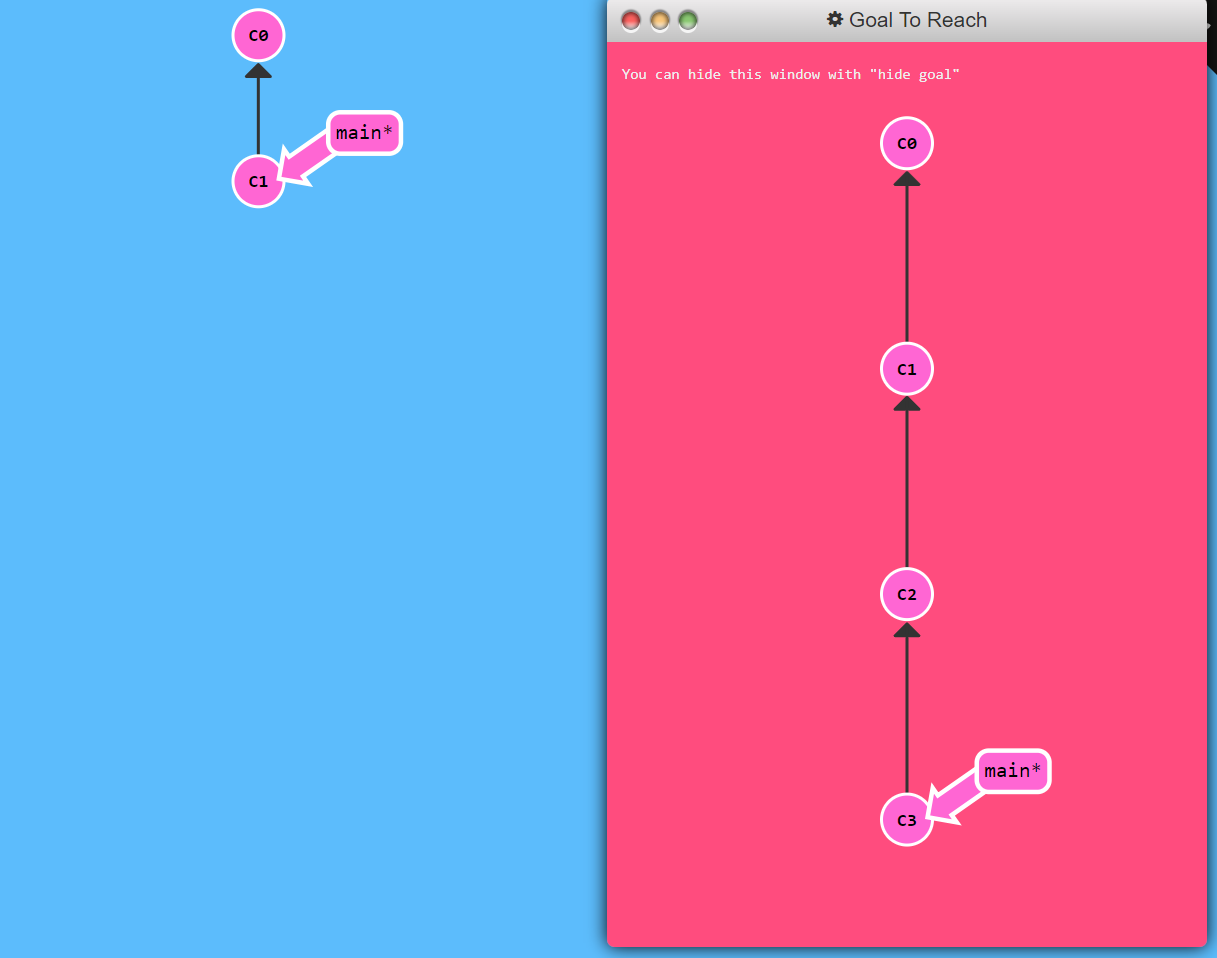 C0
main*
C1
Goal To Reach
You can hide this window with "hide goal"
C0
C1
C2
main*
C3